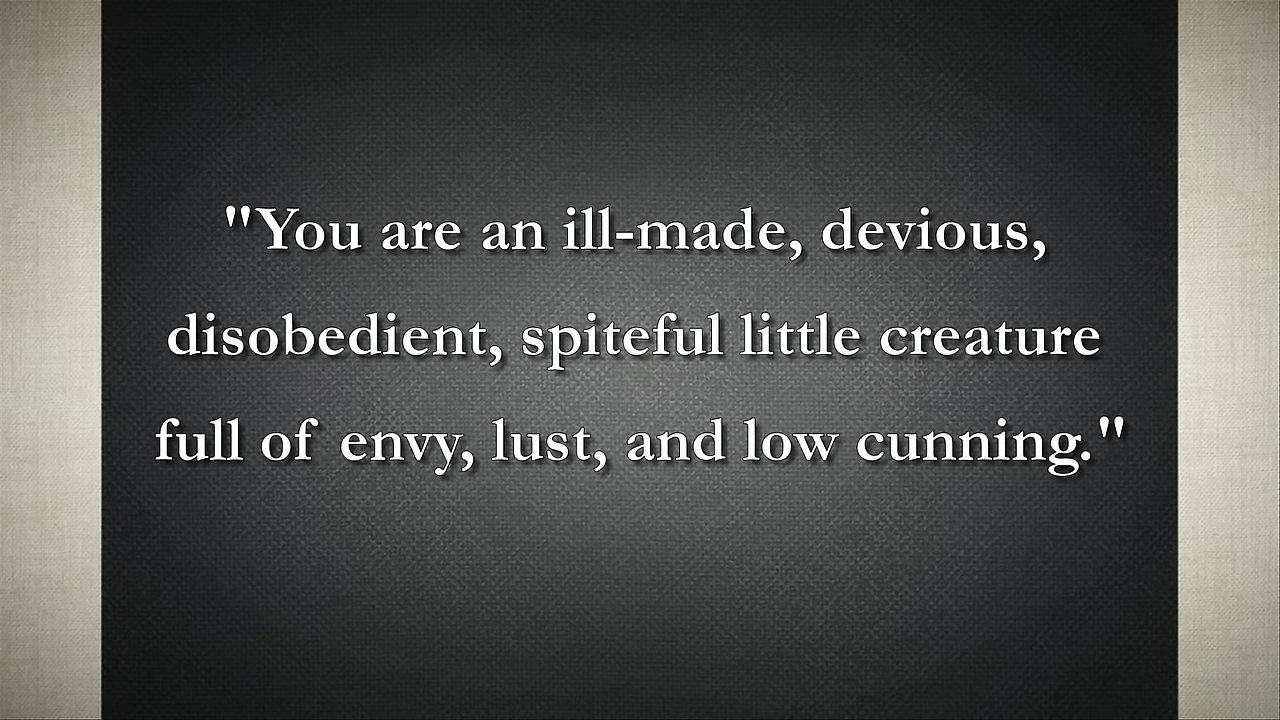 "You are an ill-made, devious,
disobedient, spiteful little creature
full of envy, lust, and low cunning."